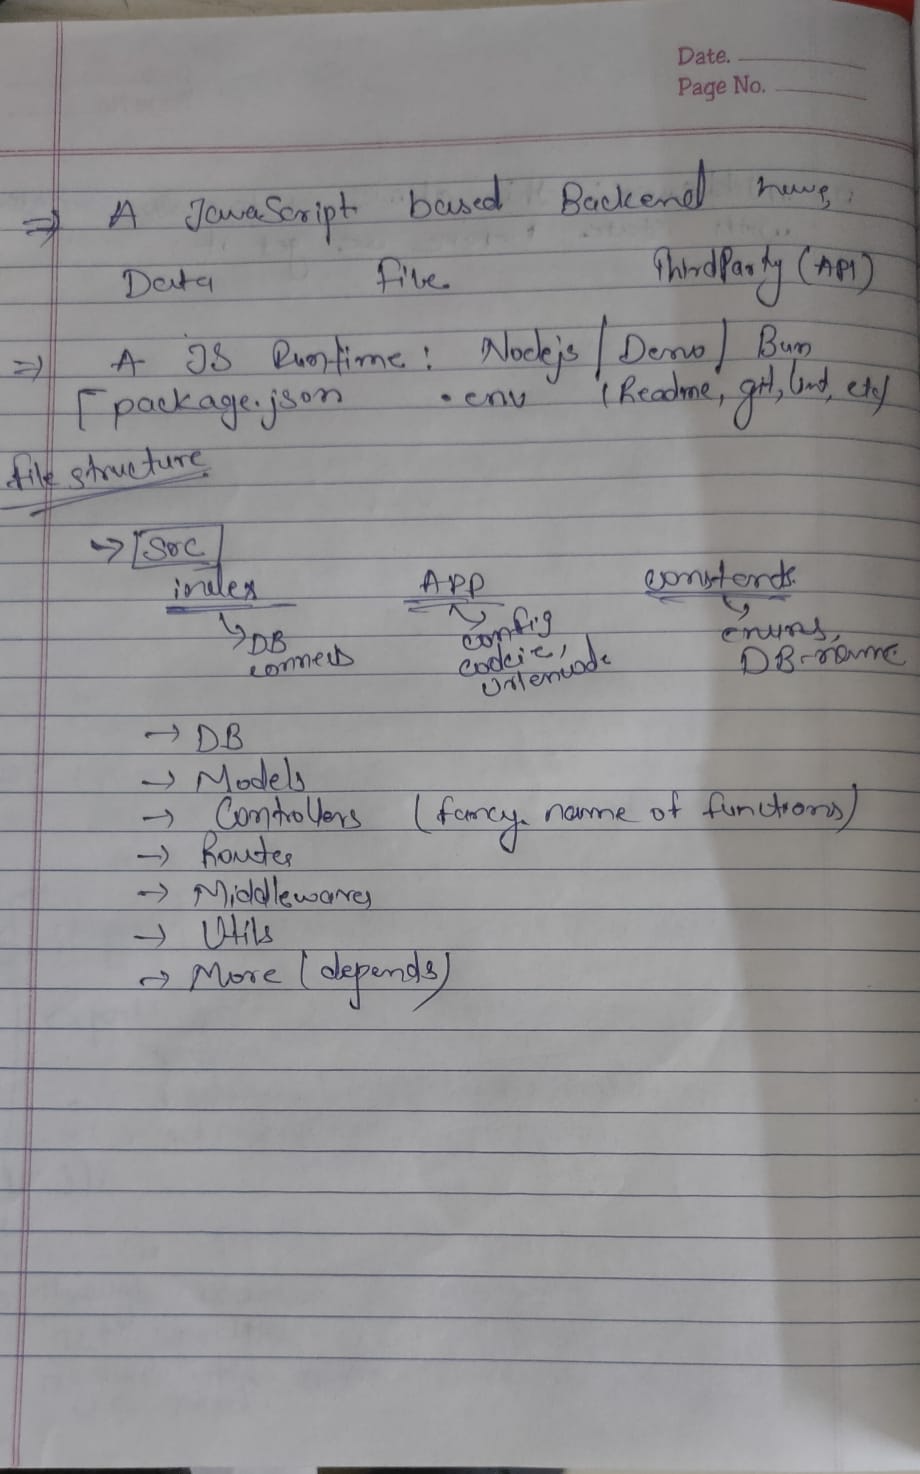 Date.
Page No.
⇒ A JavaScript based Backend have,
Data File ThirdParty (API)
⇒ A JS Runtime: Nodejs / Deno / Bun
[ package.json .env (Readme, git, lint, etc)
file structure
→ Src
index App constants
↳ DB connects
↳ config cookie, urlencode
↳ enums, DB-name
→ DB
→ Models
→ Controllers (fancy name of functions)
→ Routes
→ Middlewares
→ Utils
→ More (depends)